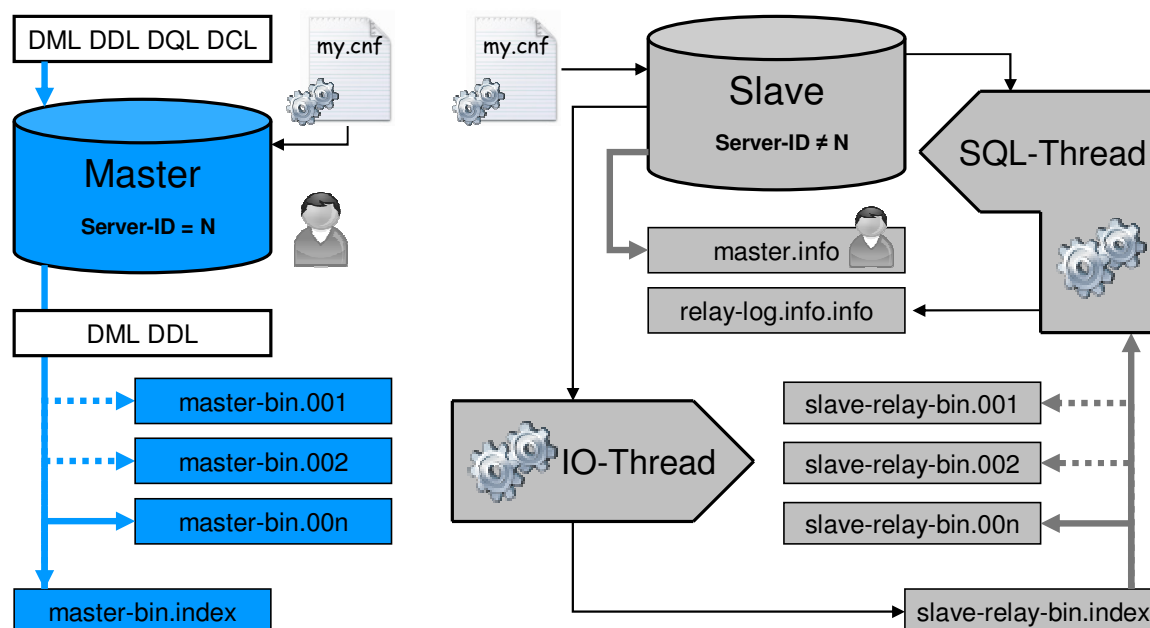 DML DDL DQL DCL
my.cnf
Master
Server-ID = N
DML DDL
master-bin.001
master-bin.002
master-bin.00n
master-bin.index
my.cnf
Slave
Server-ID ≠ N
SQL-Thread
master.info
relay-log.info.info
IO-Thread
slave-relay-bin.001
slave-relay-bin.002
slave-relay-bin.00n
slave-relay-bin.index